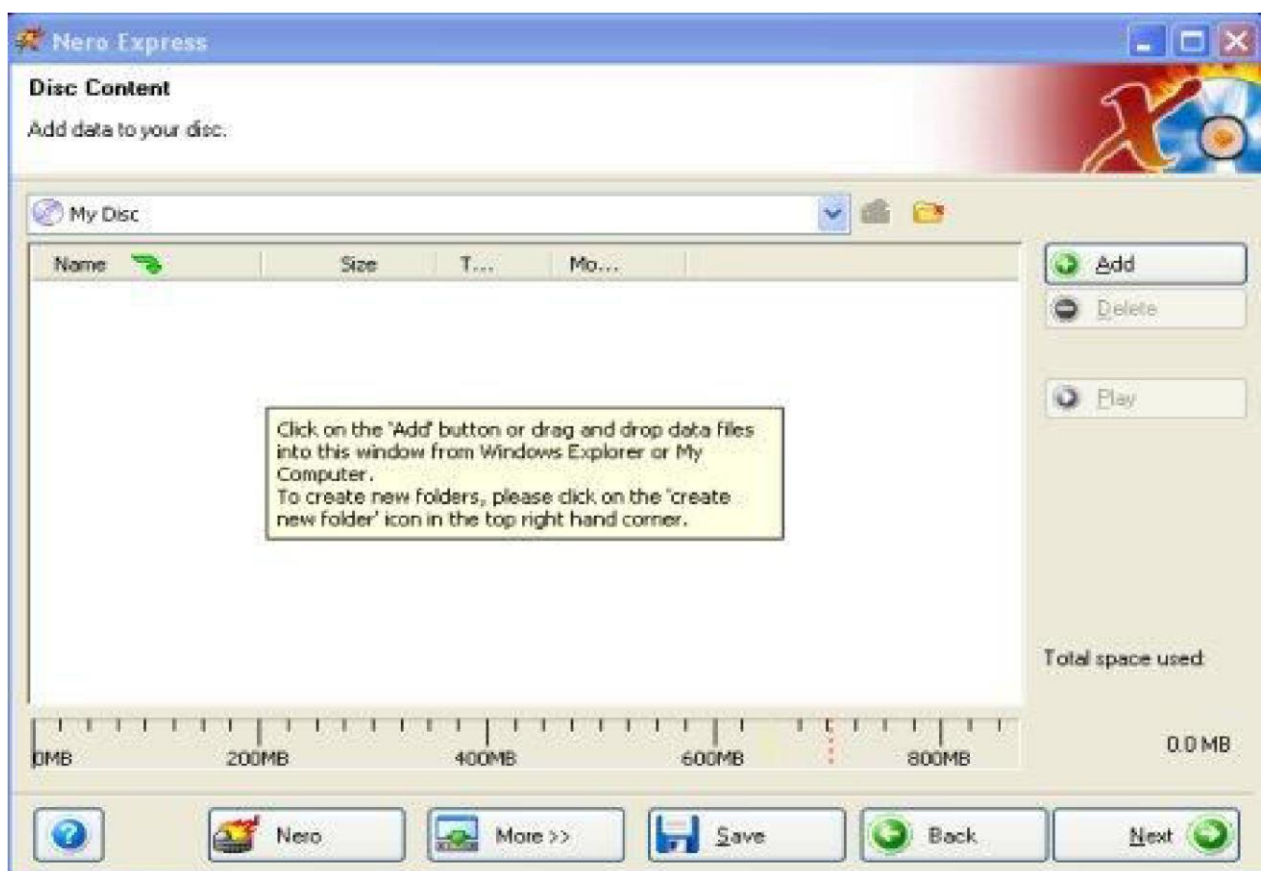 Nero Express
Disc Content
Add data to your disc.
My Disc
Name Size T... Mo...
Add
Delete
Play
Click on the 'Add' button or drag and drop data files
into this window from Windows Explorer or My
Computer.
To create new folders, please click on the 'create
new folder' icon in the top right hand corner.
Total space used:
0MB 200MB 400MB 600MB 800MB
0.0 MB
Nero More >> Save Back Next